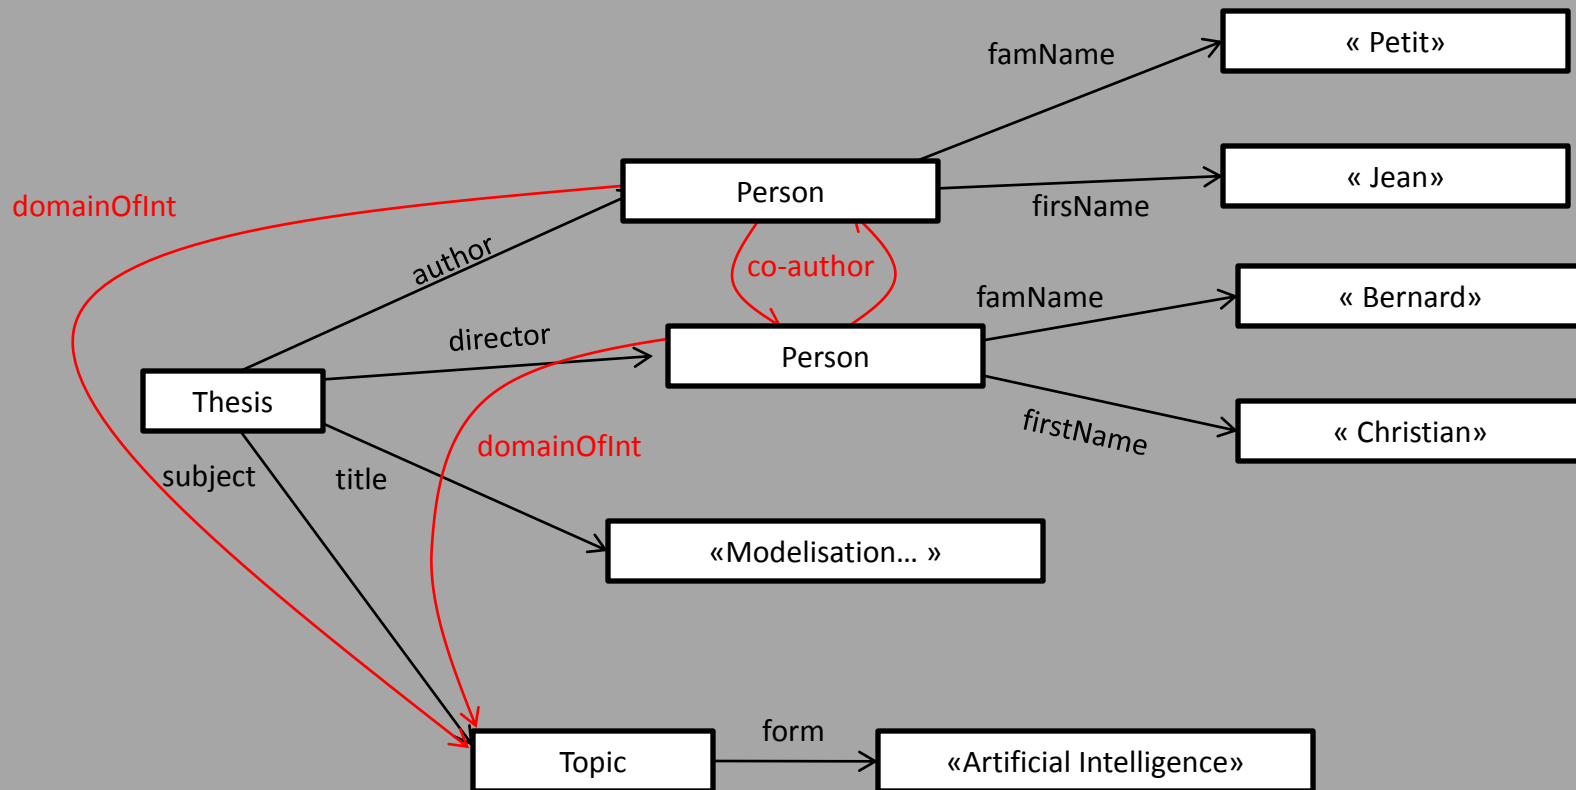 « Petit»
famName
« Jean»
Person
firsName
domainOfInt
author
co-author
« Bernard»
famName
director
Person
Thesis
firstName
« Christian»
domainOfInt
subject
title
«Modelisation... »
form
Topic
«Artificial Intelligence»